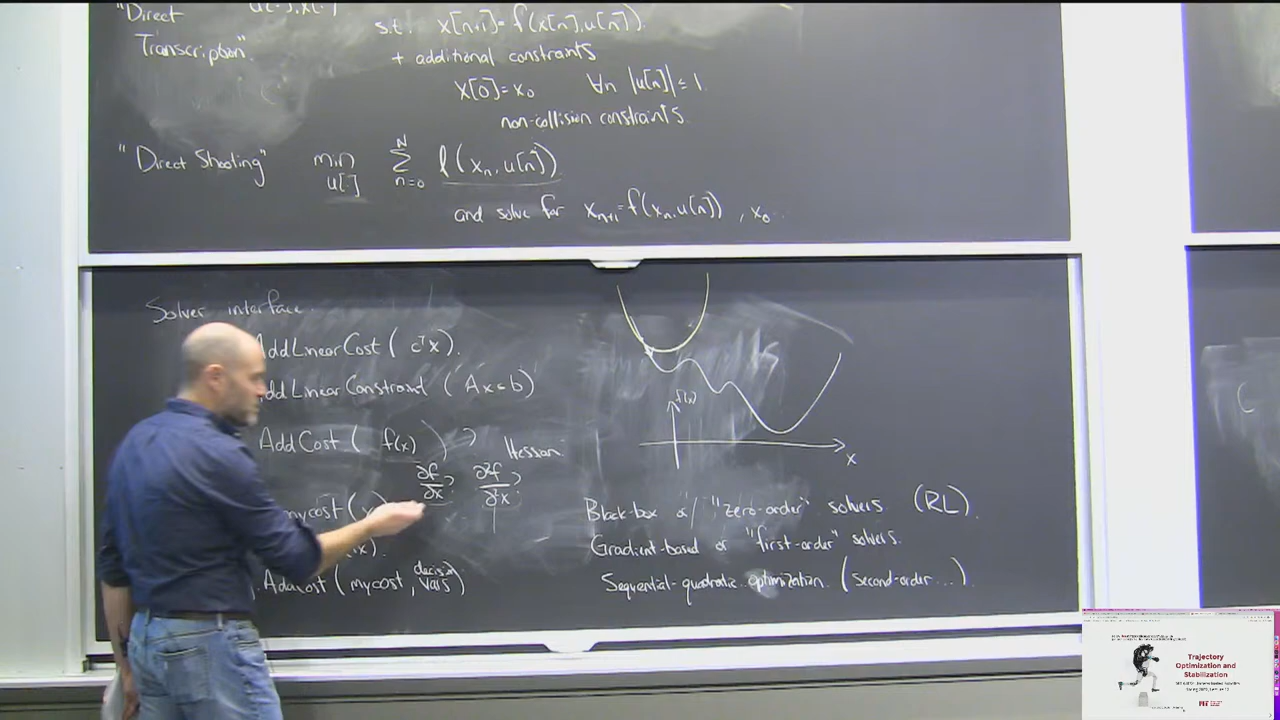 "Direct Transcription" u[·],x[·]
s.t. x[n+1]=f(x[n],u[n]).
+ additional constraints
x[0]=x₀ ∀n |u[n]|≤1.
non-collision constraints.
"Direct Shooting" min u[·] N Σ n=0 l(xₙ,u[n])
and solve for xₙ₊₁=f(xₙ,u[n]) , x₀
Solver interface
AddLinearCost ( cᵀx ).
AddLinearConstraint ( Ax≤b )
AddCost ( f(x) )
∂f/∂x ? ∂²f/∂²x ? Hessian.
mycost(x)
AddCost(mycost, decision vars)
f(x)
x
Black-box or/ "zero-order" solvers. (RL).
Gradient-based or "first-order" solvers.
Sequential-quadratic optimization. (second-order...).
C
Trajectory
Optimization and
Stabilization
MIT